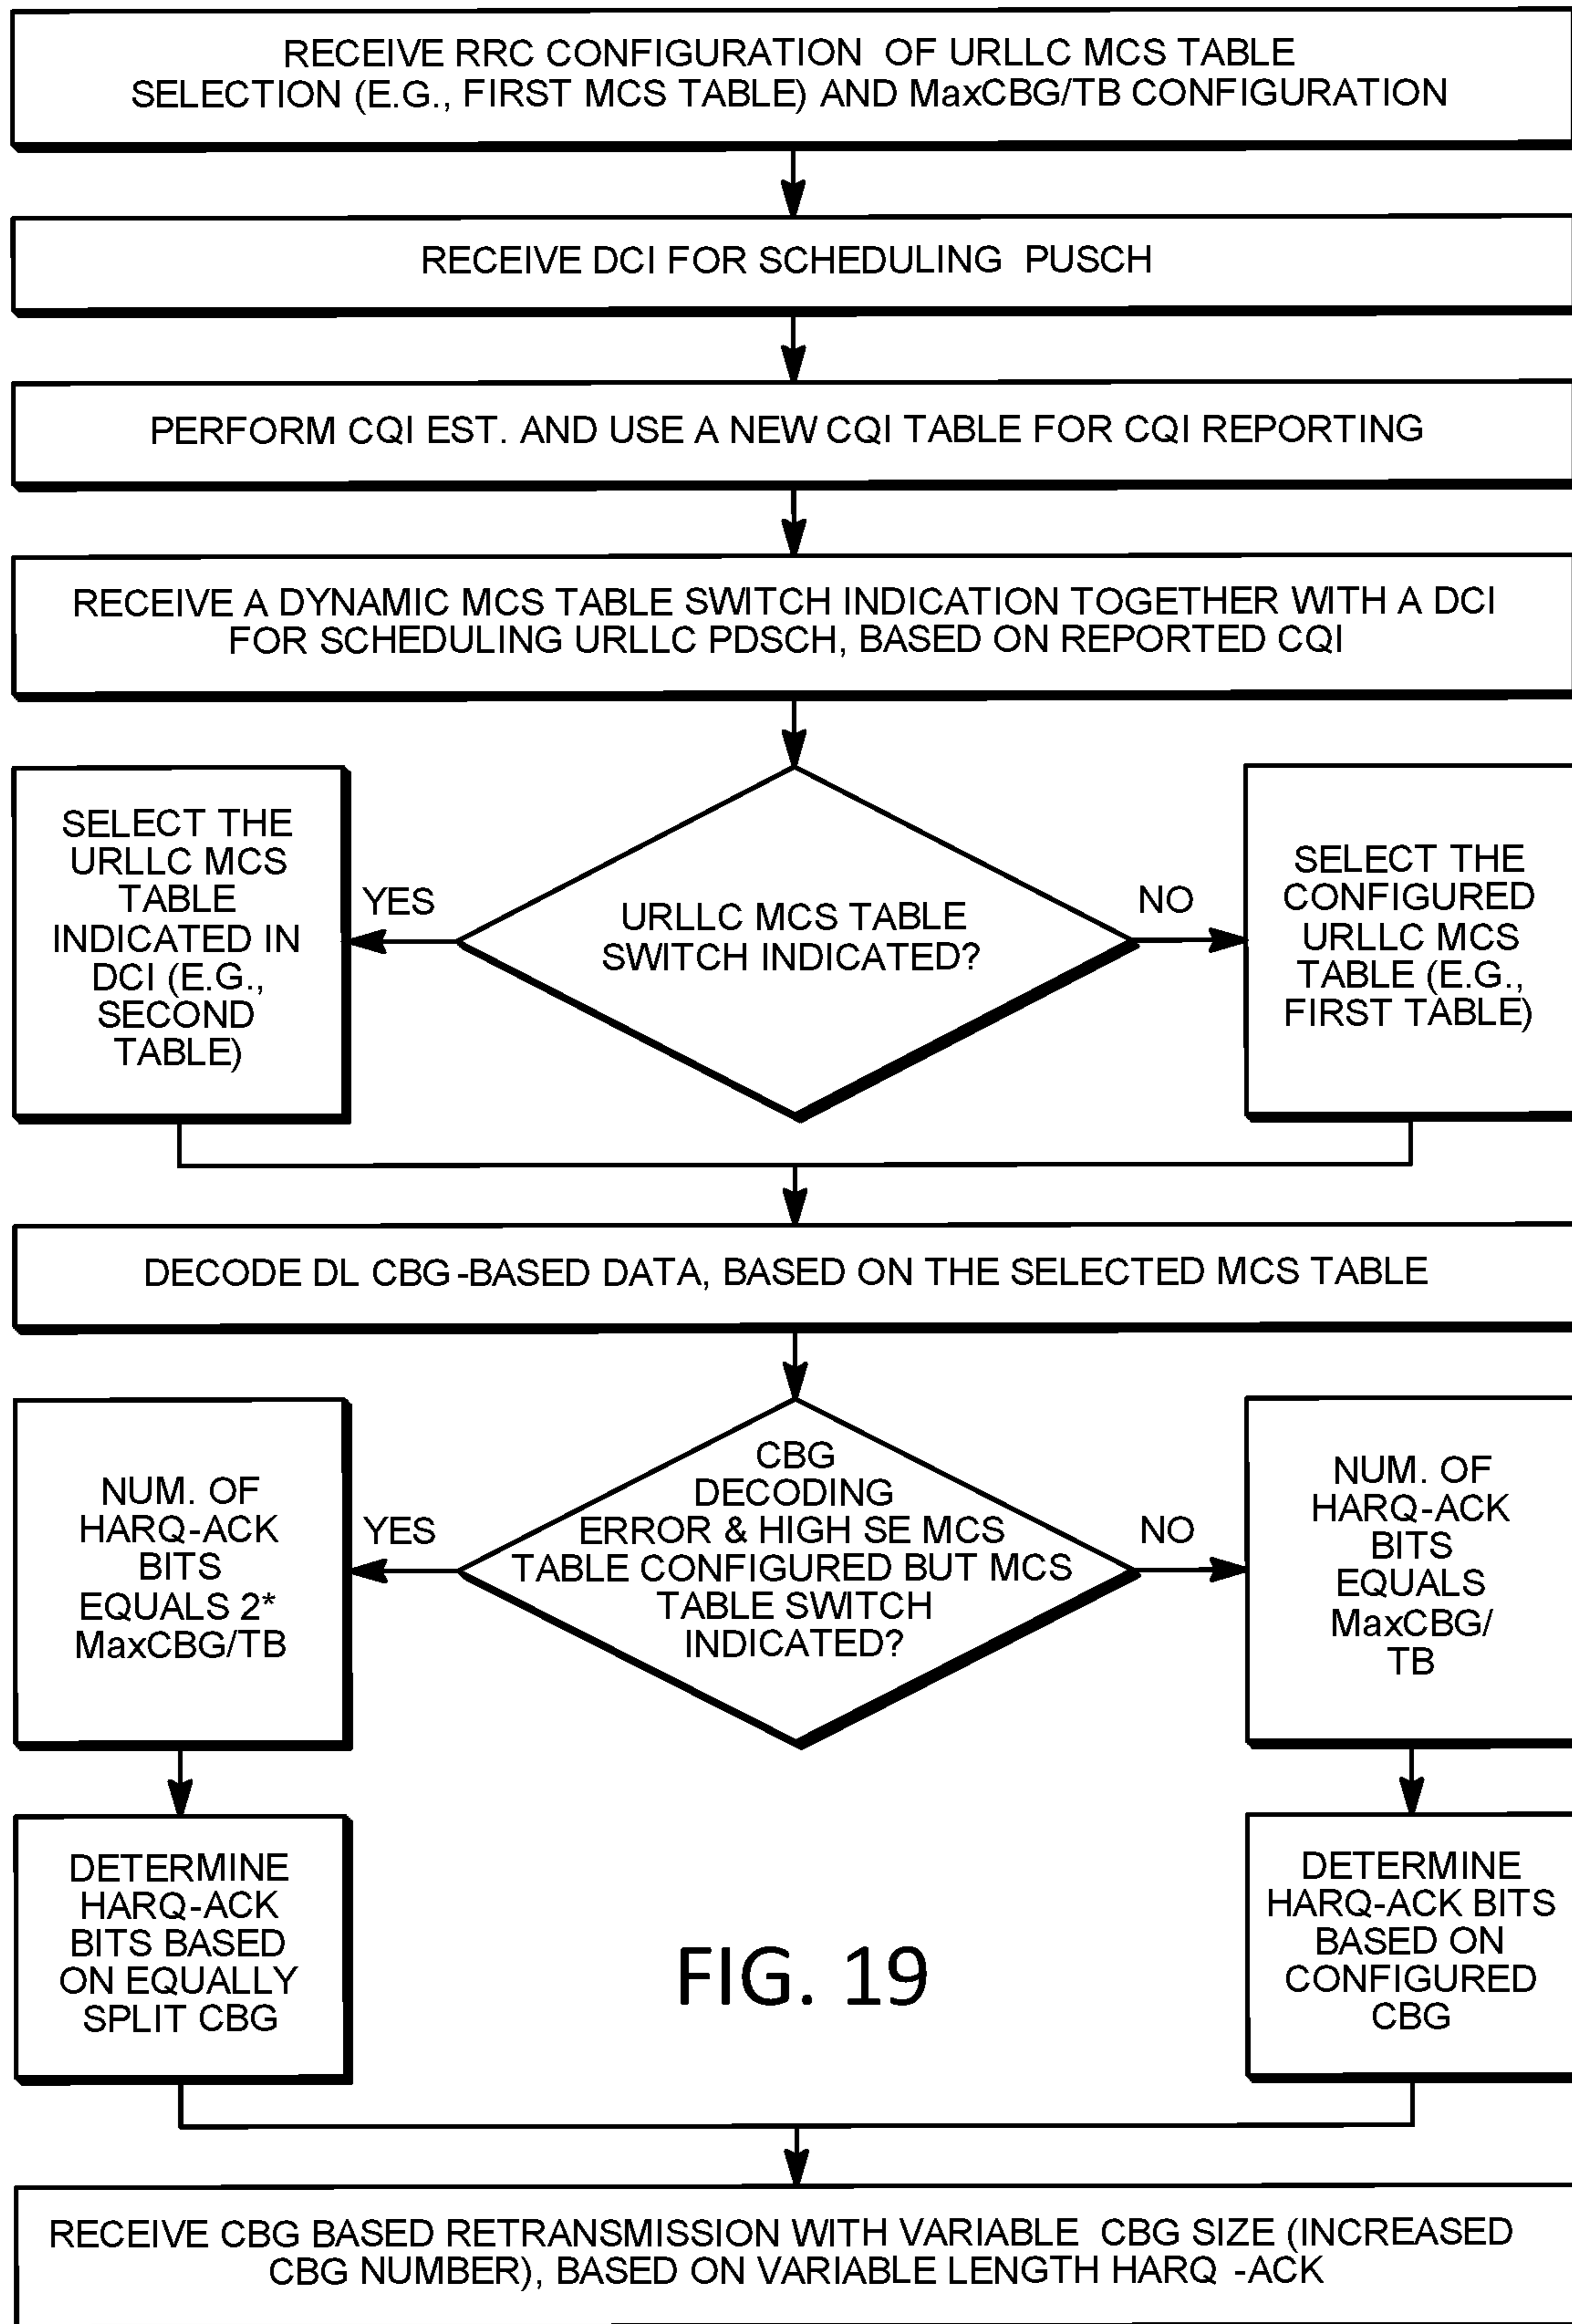 RECEIVE RRC CONFIGURATION OF URLLC MCS TABLE
SELECTION (E.G., FIRST MCS TABLE) AND MaxCBG/TB CONFIGURATION
RECEIVE DCI FOR SCHEDULING PUSCH
PERFORM CQI EST. AND USE A NEW CQI TABLE FOR CQI REPORTING
RECEIVE A DYNAMIC MCS TABLE SWITCH INDICATION TOGETHER WITH A DCI
FOR SCHEDULING URLLC PDSCH, BASED ON REPORTED CQI
SELECT THE
URLLC MCS
TABLE
INDICATED IN
DCI (E.G.,
SECOND
TABLE)
YES
URLLC MCS TABLE
SWITCH INDICATED?
NO
SELECT THE
CONFIGURED
URLLC MCS
TABLE (E.G.,
FIRST TABLE)
DECODE DL CBG-BASED DATA, BASED ON THE SELECTED MCS TABLE
NUM. OF
HARQ-ACK
BITS
EQUALS 2*
MaxCBG/TB
YES
CBG
DECODING
ERROR & HIGH SE MCS
TABLE CONFIGURED BUT MCS
TABLE SWITCH
INDICATED?
NO
NUM. OF
HARQ-ACK
BITS
EQUALS
MaxCBG/
TB
DETERMINE
HARQ-ACK
BITS BASED
ON EQUALLY
SPLIT CBG
FIG. 19
DETERMINE
HARQ-ACK BITS
BASED ON
CONFIGURED
CBG
RECEIVE CBG BASED RETRANSMISSION WITH VARIABLE CBG SIZE (INCREASED
CBG NUMBER), BASED ON VARIABLE LENGTH HARQ -ACK